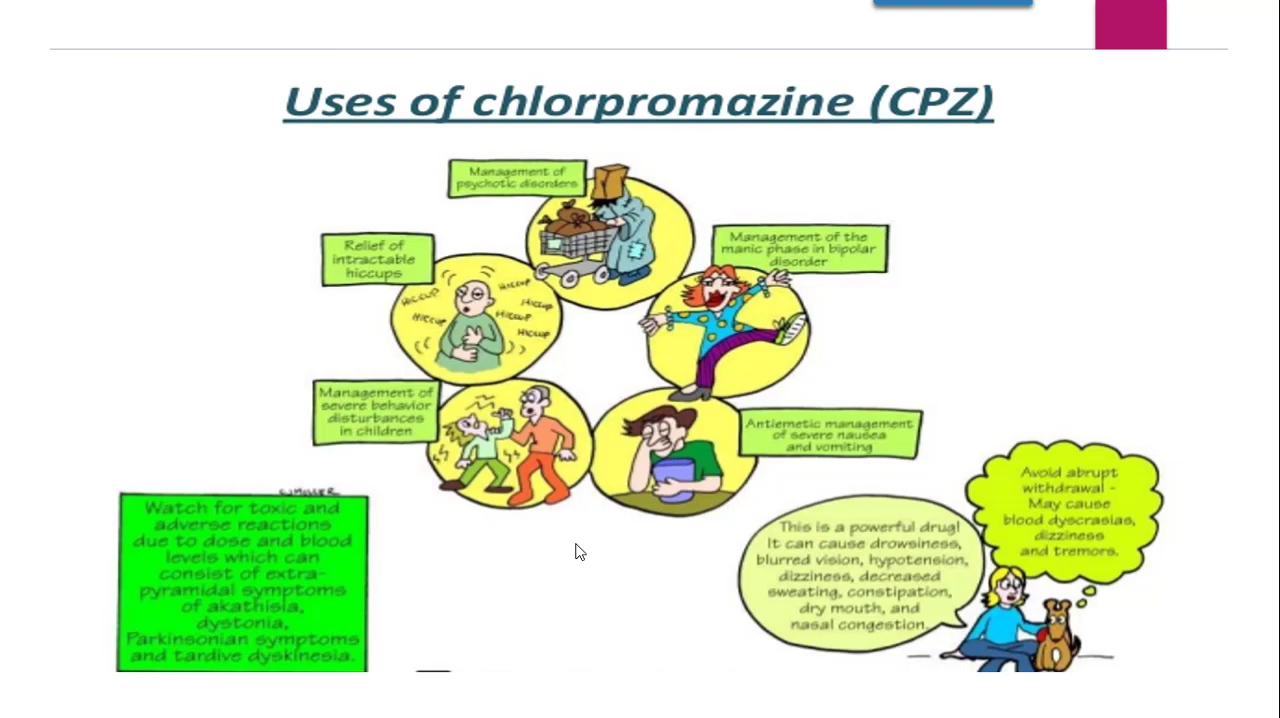 Uses of chlorpromazine (CPZ)
Management of
psychotic disorders
Relief of
intractable
hiccups
Management of the
manic phase in bipolar
disorder
HICCUP
HICCUP
HICCUP
HICCUP
HICCUP
HICCUP
Management of
severe behavior
disturbances
in children
Antiemetic management
of severe nausea
and vomiting
Watch for toxic and
adverse reactions
due to dose and blood
levels which can
consist of extra-
pyramidal symptoms
of akathisia,
dystonia,
Parkinsonian symptoms
and tardive dyskinesia.
This is a powerful drug!
It can cause drowsiness,
blurred vision, hypotension,
dizziness, decreased
sweating, constipation,
dry mouth, and
nasal congestion.
Avoid abrupt
withdrawal -
May cause
blood dyscrasias,
dizziness
and tremors.